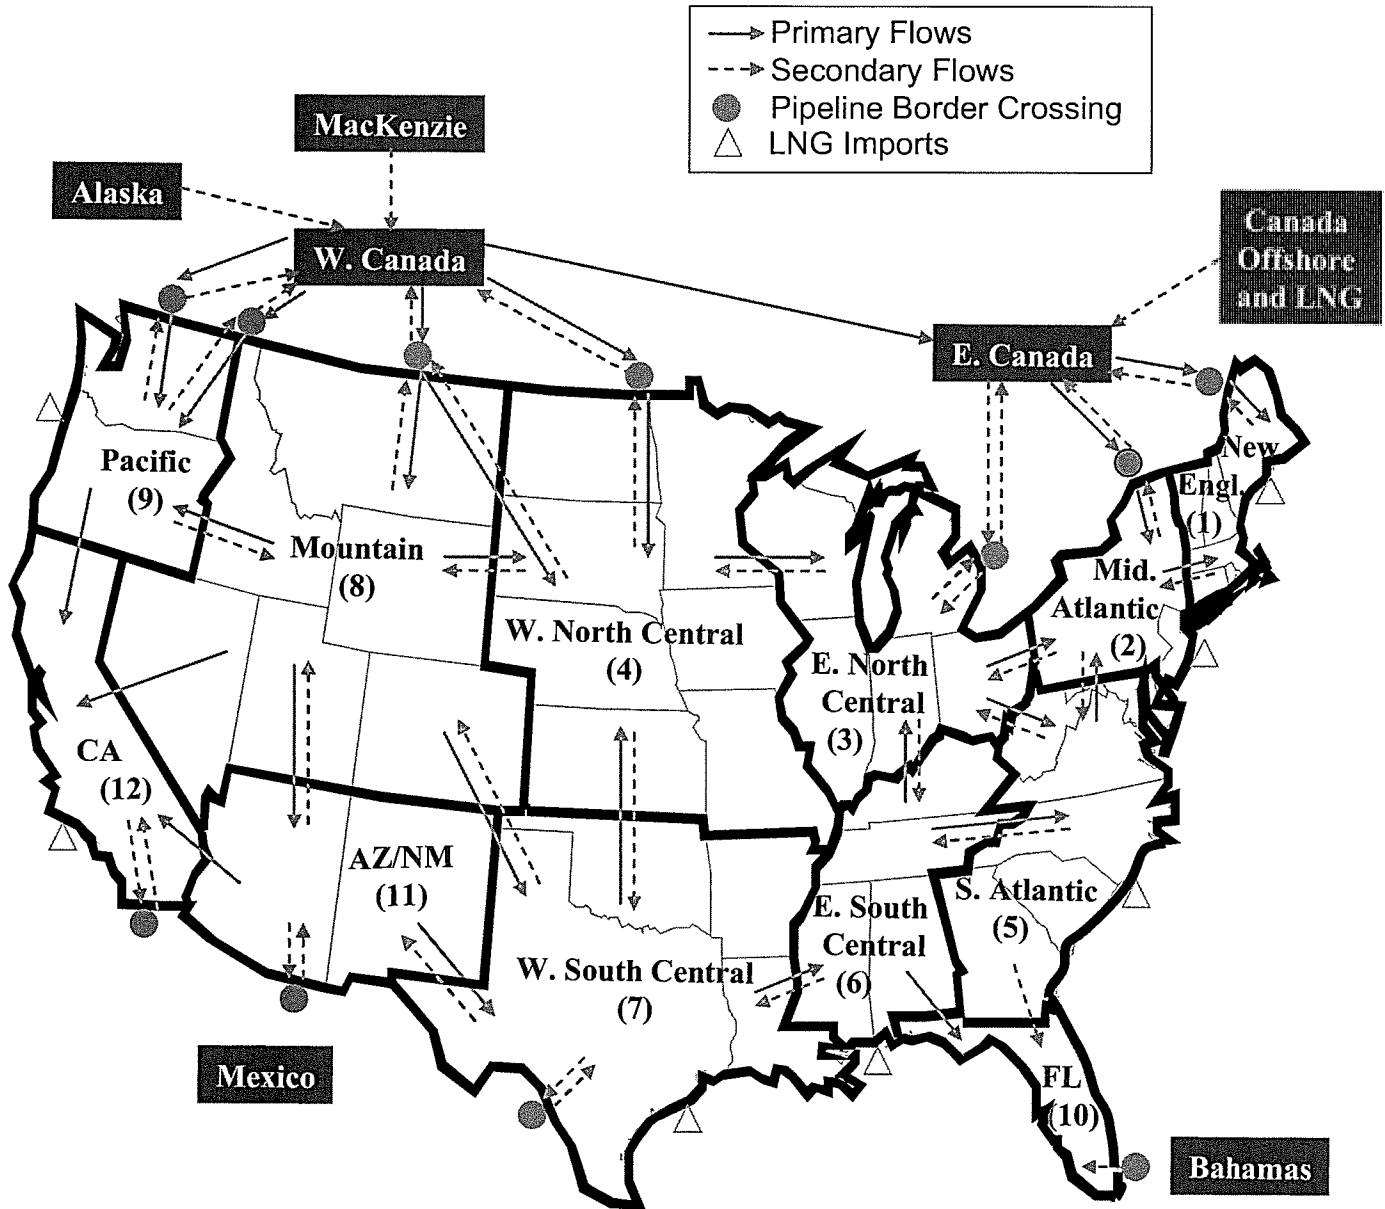 Primary Flows
Secondary Flows
Pipeline Border Crossing
LNG Imports
MacKenzie
Alaska
W. Canada
Canada
Offshore
and LNG
E. Canada
Pacific
(9)
Mountain
(8)
W. North Central
(4)
E. North
Central
(3)
Mid.
Atlantic
(2)
New
Engl.
(1)
CA
(12)
AZ/NM
(11)
W. South Central
(7)
E. South
Central
(6)
S. Atlantic
(5)
FL
(10)
Mexico
Bahamas